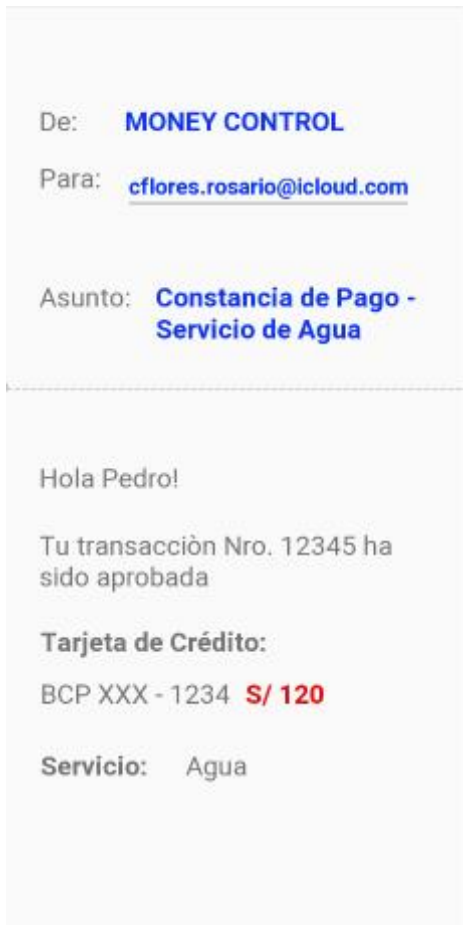 De: MONEY CONTROL
Para: cflores.rosario@icloud.com
Asunto: Constancia de Pago -
Servicio de Agua
Hola Pedro!
Tu transacciòn Nro. 12345 ha
sido aprobada
Tarjeta de Crédito:
BCP XXX - 1234 S/ 120
Servicio: Agua